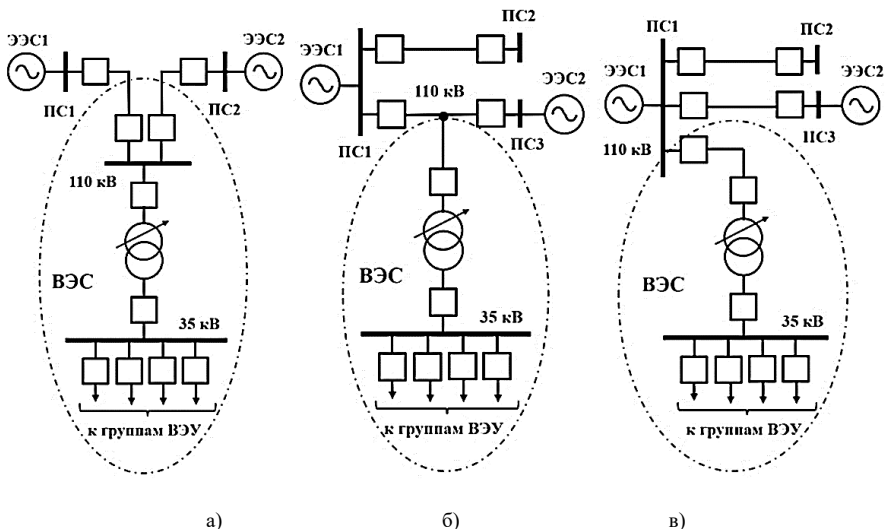 ЭЭС1
ЭЭС2
ПС1
ПС2
110 кВ
ВЭС
35 кВ
к группам ВЭУ
а)
ЭЭС1
ПС2
110 кВ
ЭЭС2
ПС1
ПС3
ВЭС
35 кВ
к группам ВЭУ
б)
ПС1
ПС2
ЭЭС1
ЭЭС2
ПС3
110 кВ
ВЭС
35 кВ
к группам ВЭУ
в)